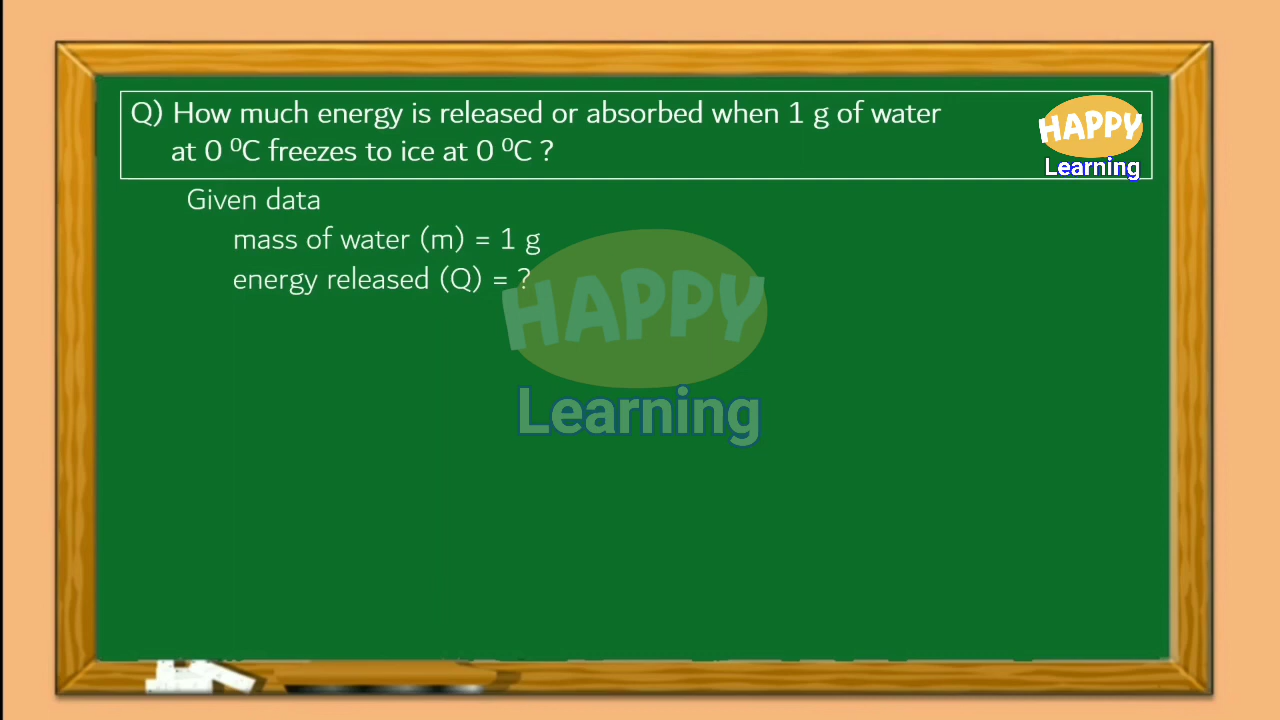 Q) How much energy is released or absorbed when 1 g of water
at 0 ⁰C freezes to ice at 0 ⁰C ?
HAPPY
Learning
Given data
mass of water (m) = 1 g
energy released (Q) = ?
HAPPY
Learning